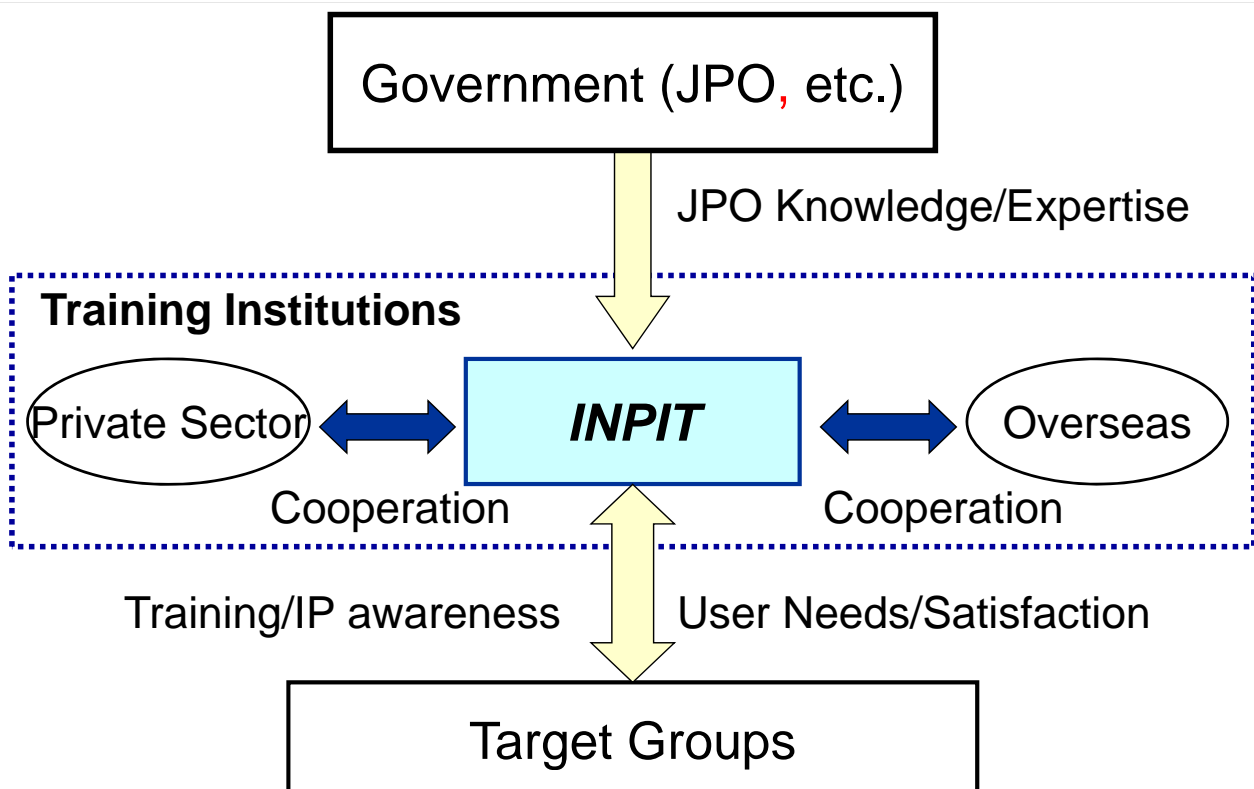 Government (JPO, etc.)
JPO Knowledge/Expertise
Training Institutions
Private Sector
INPIT
Overseas
Cooperation
Cooperation
Training/IP awareness
User Needs/Satisfaction
Target Groups